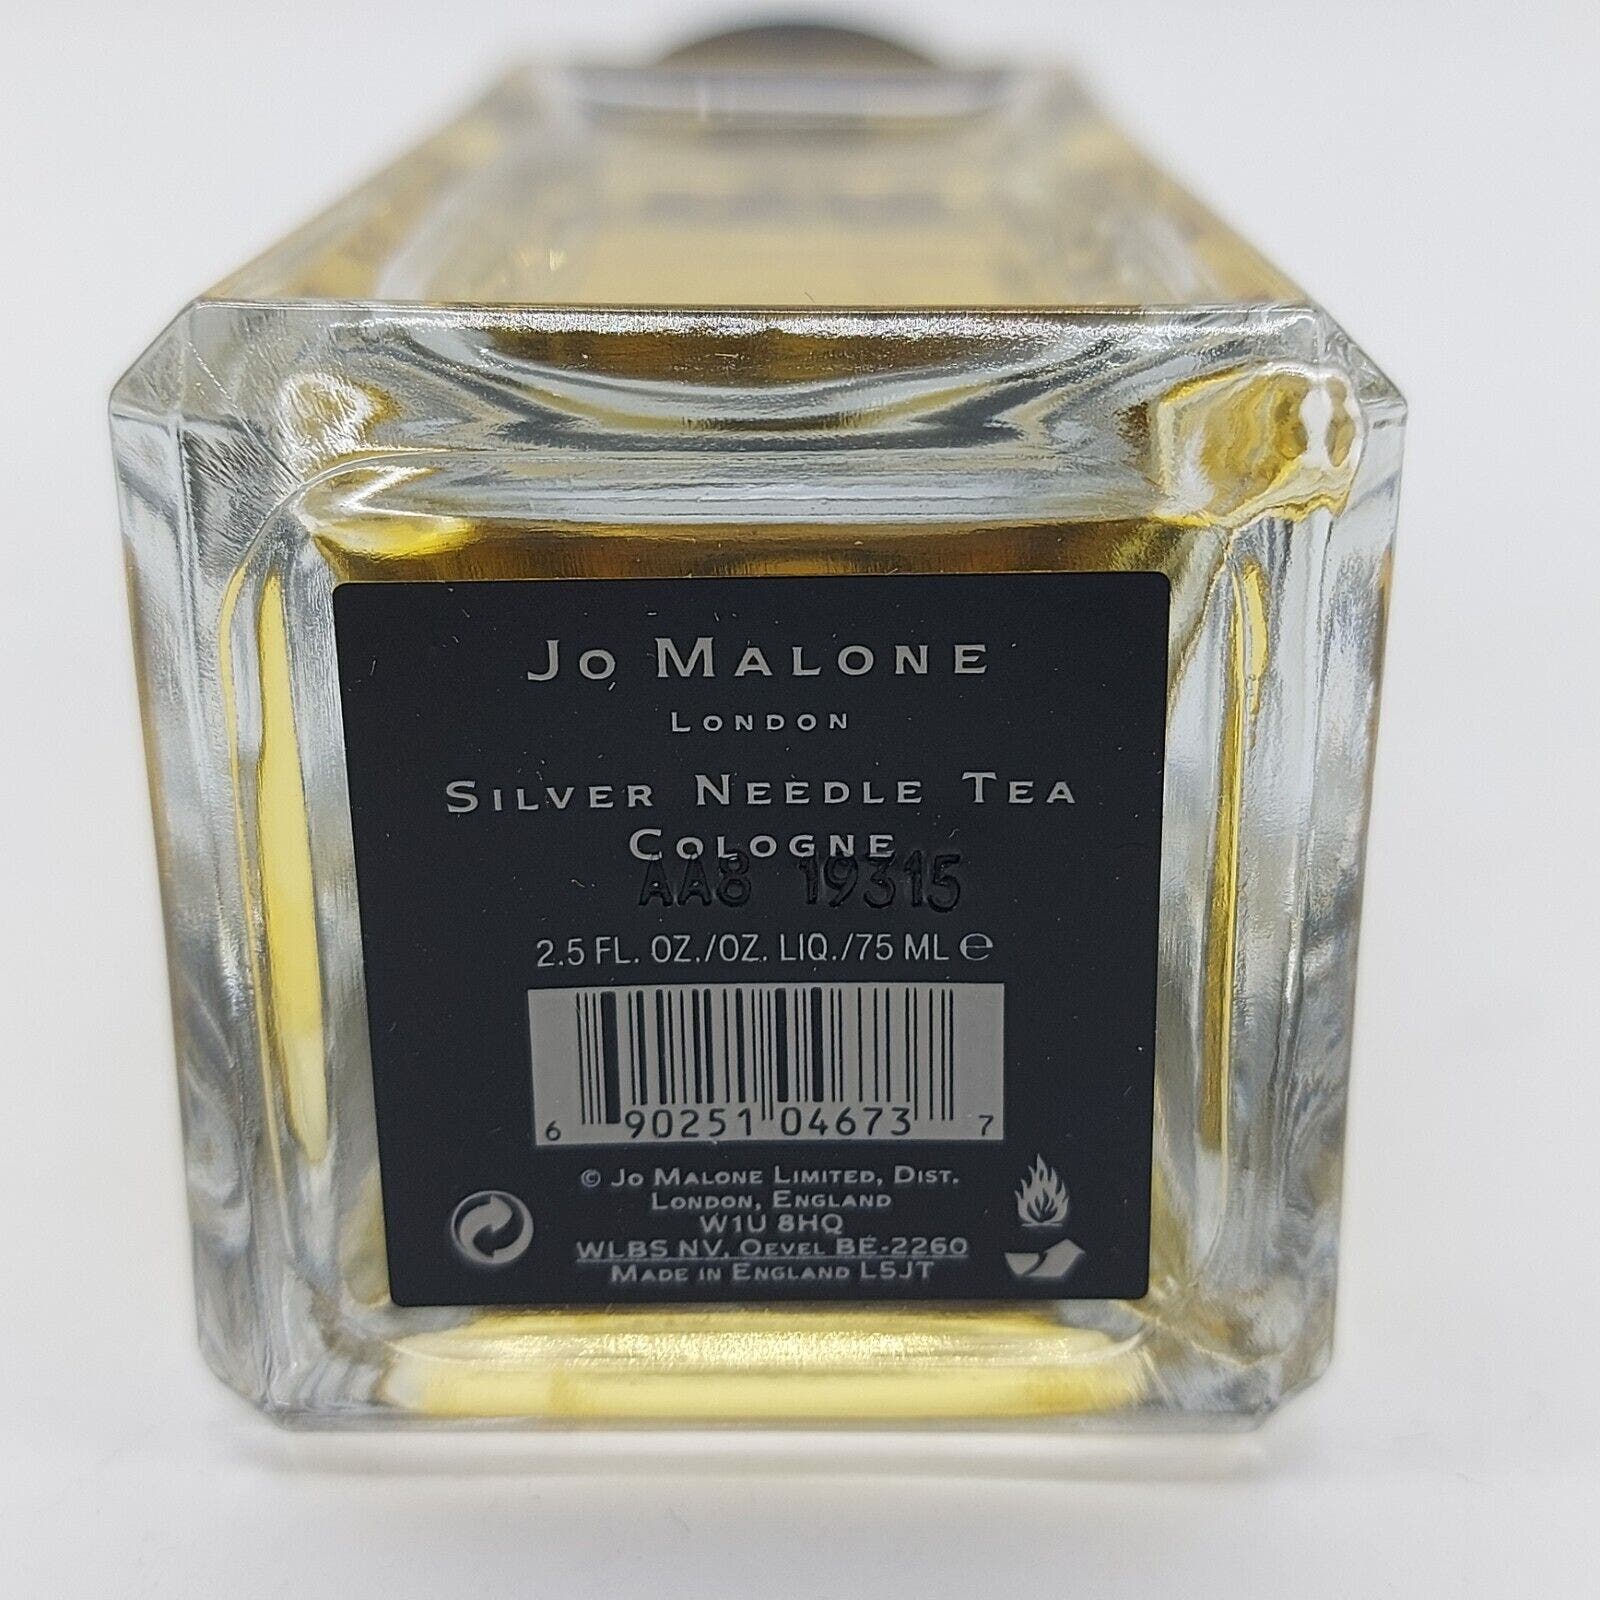 JO MALONE
LONDON
SILVER NEEDLE TEA
COLOGNE
AA8 19315
2.5 FL. OZ./OZ. LIQ./75 ML ℮
6 90251 04673 7
© JO MALONE LIMITED, DIST.
LONDON, ENGLAND
W1U 8HQ
WLBS NV, OEVEL BE-2260
MADE IN ENGLAND L5JT